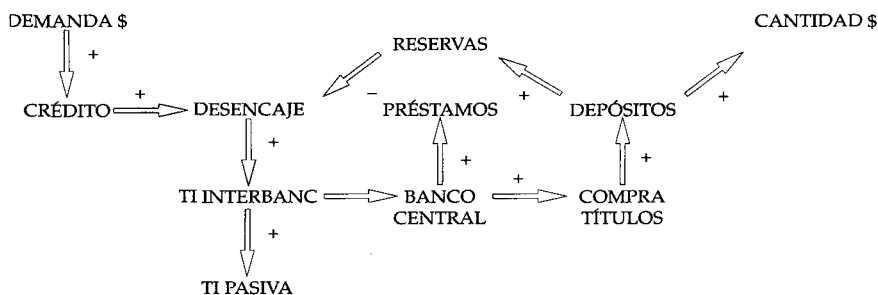 DEMANDA $
CANTIDAD $
RESERVAS
+
+
CRÉDITO
DESENCAJE
−
PRÉSTAMOS
+
DEPÓSITOS
+
+
+
+
TI INTERBANC
BANCO
CENTRAL
+
COMPRA
TÍTULOS
+
TI PASIVA